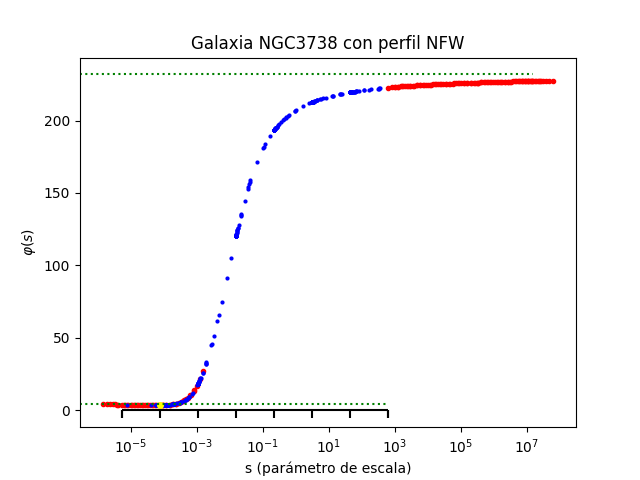 Galaxia NGC3738 con perfil NFW
φ(s)
200
150
100
50
0
10⁻⁵ 10⁻³ 10⁻¹ 10¹ 10³ 10⁵ 10⁷
s (parámetro de escala)